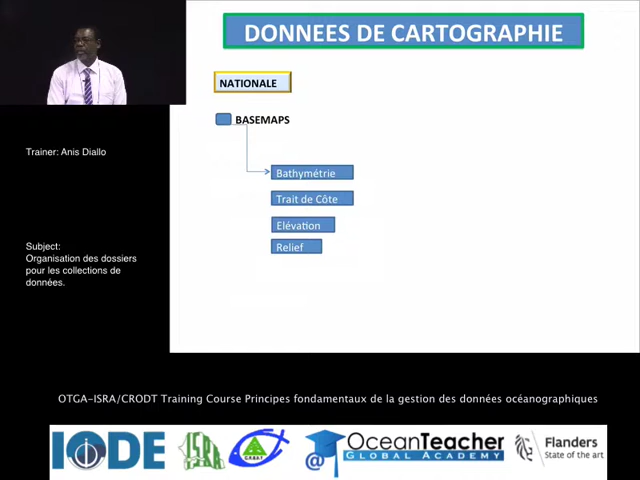 DONNEES DE CARTOGRAPHIE
NATIONALE
BASEMAPS
Bathymétrie
Trait de Côte
Elévation
Relief
Trainer: Anis Diallo
Subject:
Organisation des dossiers
pour les collections de
données.
OTGA-ISRA/CRODT Training Course Principes fondamentaux de la gestion des données océanographiques
IODE
ISRA
@
OceanTeacher
GLOBAL ACADEMY
Flanders
State of the art